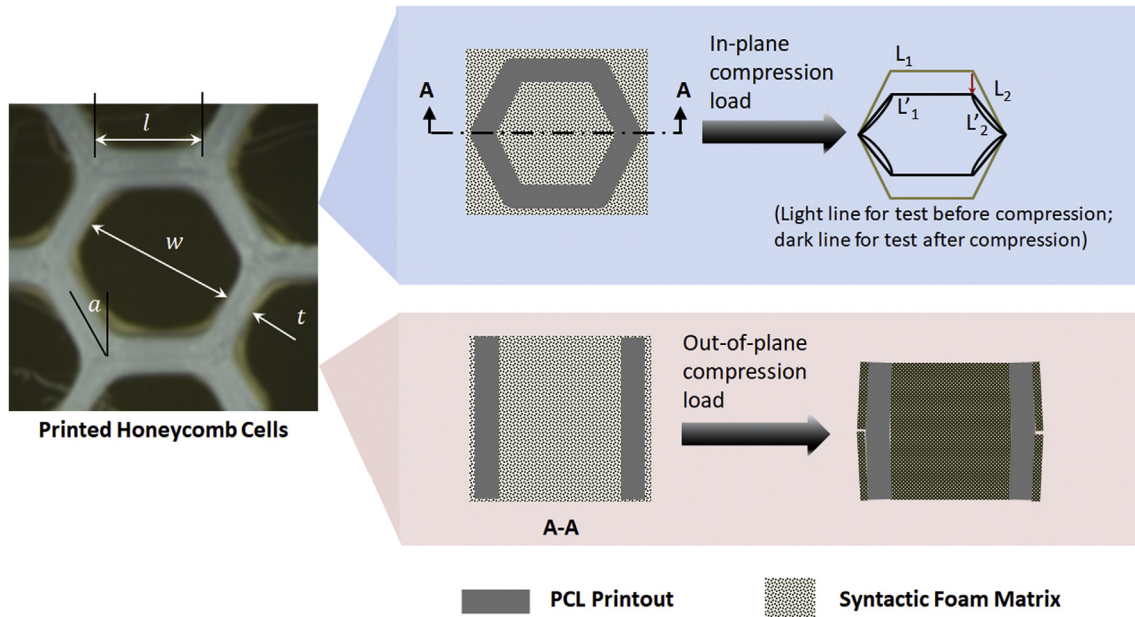 l
w
a
t
Printed Honeycomb Cells
A
A
In-plane
compression
load
L1
L2
L'1
L'2
(Light line for test before compression;
dark line for test after compression)
Out-of-plane
compression
load
A-A
PCL Printout
Syntactic Foam Matrix